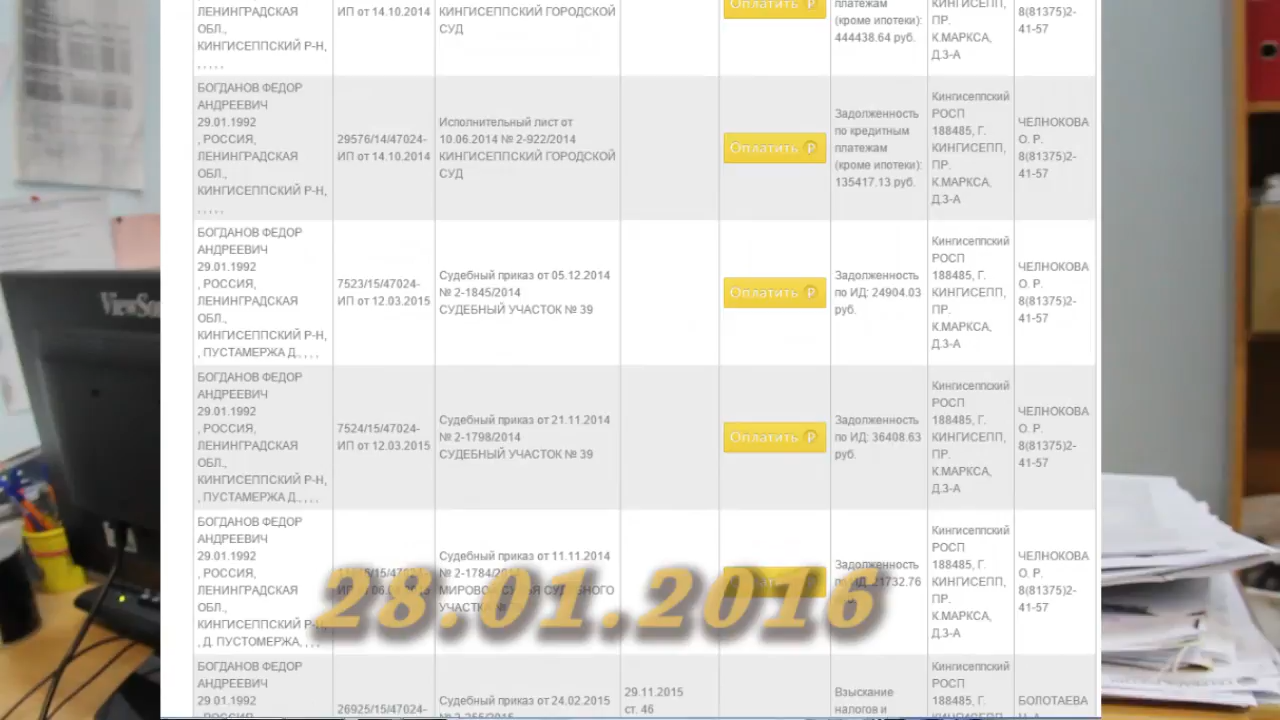 ЛЕНИНГРАДСКАЯ
ОБЛ.,
КИНГИСЕППСКИЙ Р-Н,
, , , , ,
ИП от 14.10.2014
КИНГИСЕППСКИЙ ГОРОДСКОЙ
СУД
Оплатить
платежам
(кроме ипотеки):
444438.64 руб.
КИНГИСЕПП,
ПР.
К.МАРКСА,
Д.3-А
8(81375)2-
41-57
БОГДАНОВ ФЕДОР
АНДРЕЕВИЧ
29.01.1992
, РОССИЯ,
ЛЕНИНГРАДСКАЯ
ОБЛ.,
КИНГИСЕППСКИЙ Р-Н,
, , , , ,
29576/14/47024-
ИП от 14.10.2014
Исполнительный лист от
10.06.2014 № 2-922/2014
КИНГИСЕППСКИЙ ГОРОДСКОЙ
СУД
Оплатить
Задолженность
по кредитным
платежам
(кроме ипотеки):
135417.13 руб.
Кингисеппский
РОСП
188485, Г.
КИНГИСЕПП,
ПР.
К.МАРКСА,
Д.3-А
ЧЕЛНОКОВА
О. Р.
8(81375)2-
41-57
БОГДАНОВ ФЕДОР
АНДРЕЕВИЧ
29.01.1992
, РОССИЯ,
ЛЕНИНГРАДСКАЯ
ОБЛ.,
КИНГИСЕППСКИЙ Р-Н,
, ПУСТАМЕРЖА Д., , , ,
7523/15/47024-
ИП от 12.03.2015
Судебный приказ от 05.12.2014
№ 2-1845/2014
СУДЕБНЫЙ УЧАСТОК № 39
Оплатить
Задолженность
по ИД: 24904.03
руб.
Кингисеппский
РОСП
188485, Г.
КИНГИСЕПП,
ПР.
К.МАРКСА,
Д.3-А
ЧЕЛНОКОВА
О. Р.
8(81375)2-
41-57
БОГДАНОВ ФЕДОР
АНДРЕЕВИЧ
29.01.1992
, РОССИЯ,
ЛЕНИНГРАДСКАЯ
ОБЛ.,
КИНГИСЕППСКИЙ Р-Н,
, ПУСТАМЕРЖА Д., , , ,
7524/15/47024-
ИП от 12.03.2015
Судебный приказ от 21.11.2014
№ 2-1798/2014
СУДЕБНЫЙ УЧАСТОК № 39
Оплатить
Задолженность
по ИД: 36408.63
руб.
Кингисеппский
РОСП
188485, Г.
КИНГИСЕПП,
ПР.
К.МАРКСА,
Д.3-А
ЧЕЛНОКОВА
О. Р.
8(81375)2-
41-57
БОГДАНОВ ФЕДОР
АНДРЕЕВИЧ
29.01.1992
, РОССИЯ,
ЛЕНИНГРАДСКАЯ
ОБЛ.,
КИНГИСЕППСКИЙ Р-Н,
, Д. ПУСТОМЕРЖА, , , ,
Судебный приказ от 11.11.2014
№ 2-1784/
Задолженность
Кингисеппский
РОСП
188485, Г.
КИНГИСЕПП,
ПР.
К.МАРКСА,
Д.3-А
ЧЕЛНОКОВА
О. Р.
8(81375)2-
41-57
28.01.2016
БОГДАНОВ ФЕДОР
АНДРЕЕВИЧ
29.01.1992
26925/15/47024-
Судебный приказ от 24.02.2015
29.11.2015
ст. 46
Взыскание
налогов и
Кингисеппский
РОСП
188485, Г.
БОЛОТАЕВА